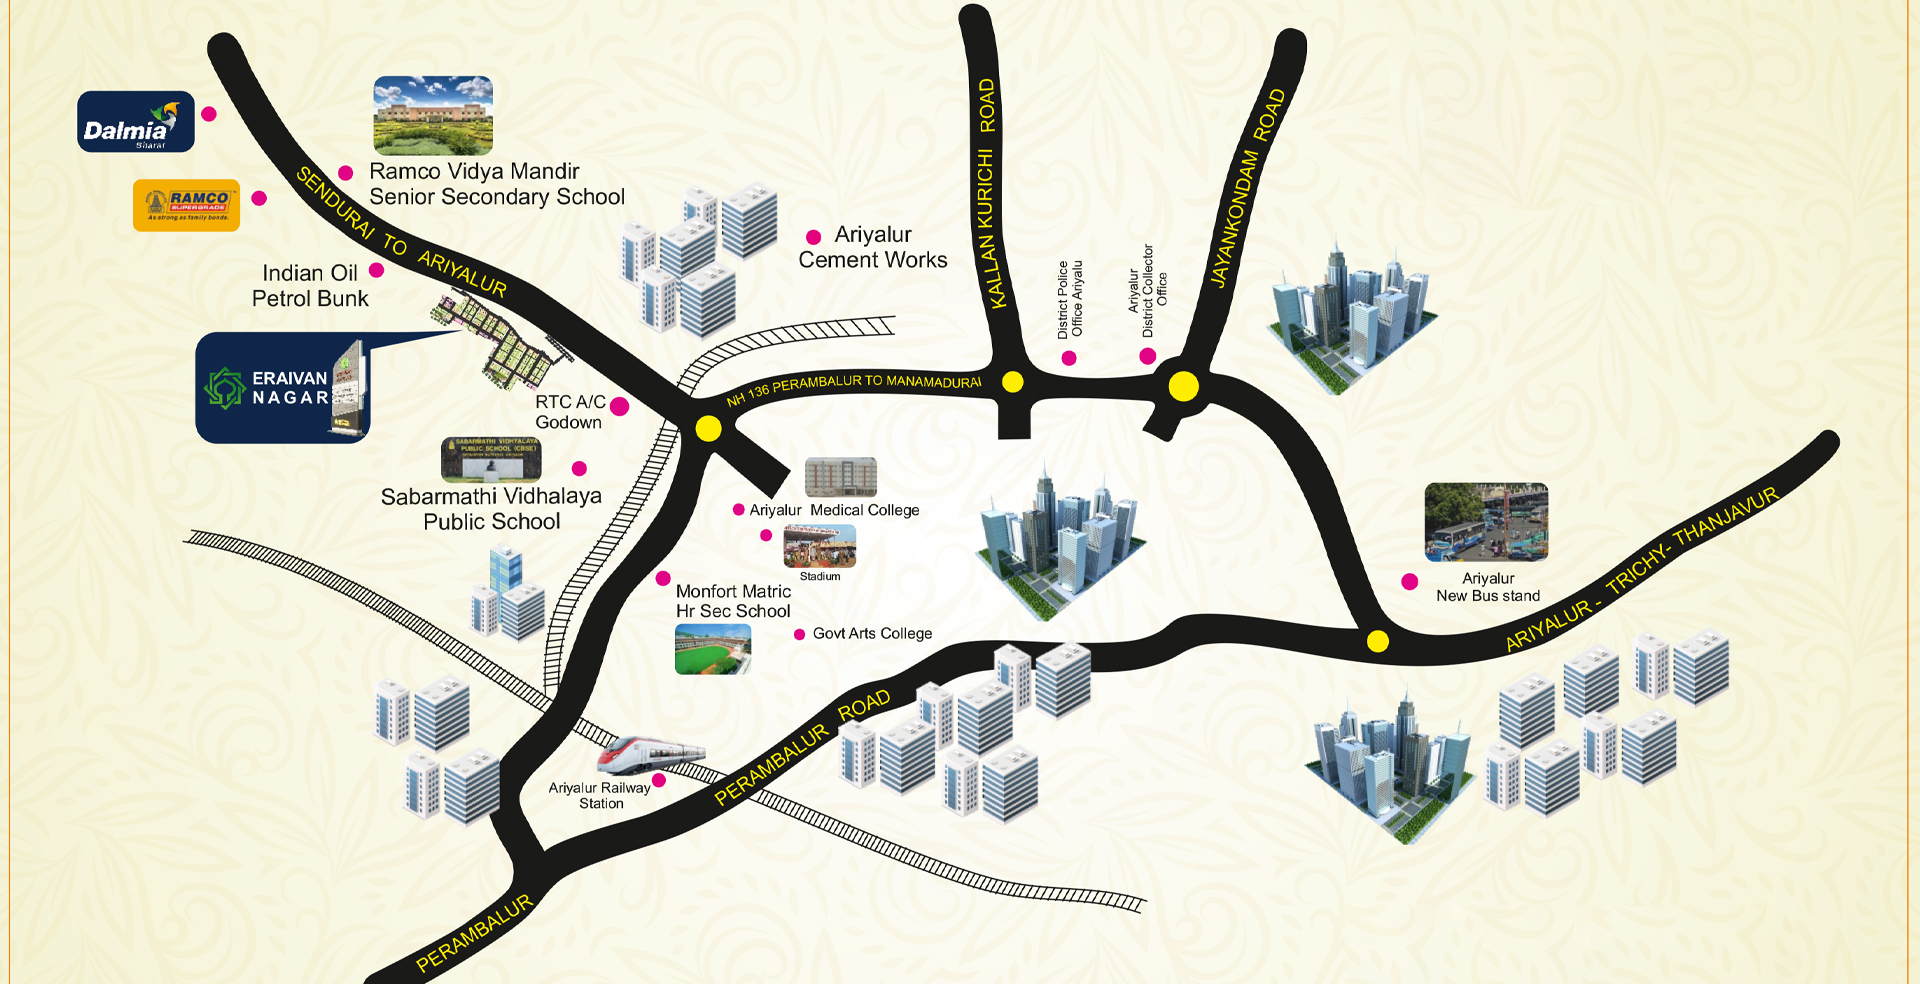 Dalmia
Bharat
RAMCO
SUPERGRADE
As strong as family bonds.
SENDURAI TO ARIYALUR
Ramco Vidya Mandir
Senior Secondary School
Indian Oil
Petrol Bunk
ERAIVAN
NAGAR
Ariyalur
Cement Works
KALLAN KURICHI ROAD
JAYANKONDAM ROAD
District Police
Office Ariyalu
Ariyalur
District Collector
Office
NH 136 PERAMBALUR TO MANAMADURAI
RTC A/C
Godown
SABARMATHI VIDHYALAYA
PUBLIC SCHOOL (CBSE)
Sabarmathi Vidhalaya
Public School
Ariyalur Medical College
Stadium
Monfort Matric
Hr Sec School
Govt Arts College
Ariyalur
New Bus stand
ARIYALUR - TRICHY- THANJAVUR
PERAMBALUR ROAD
Ariyalur Railway
Station
PERAMBALUR